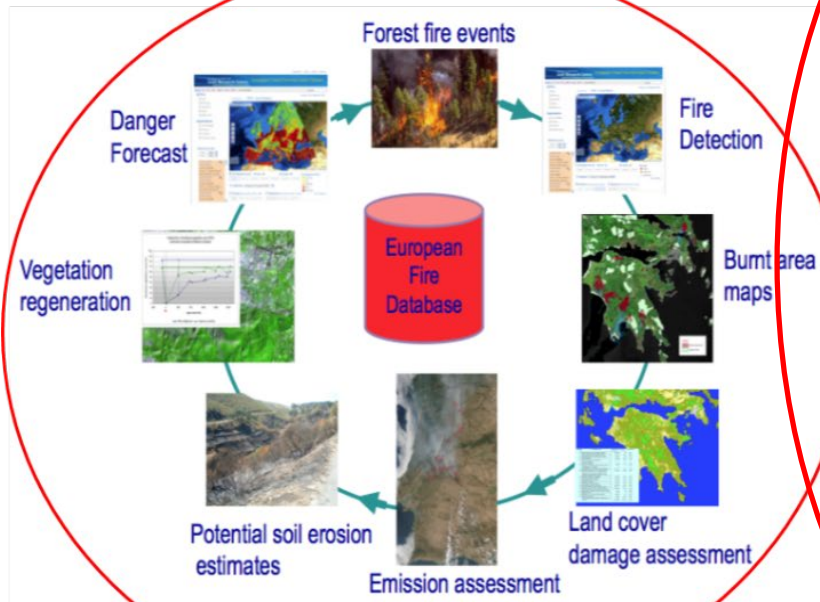 Forest fire events
Danger
Forecast
Fire
Detection
European
Fire
Database
Vegetation
regeneration
Burnt area
maps
Potential soil erosion
estimates
Emission assessment
Land cover
damage assessment